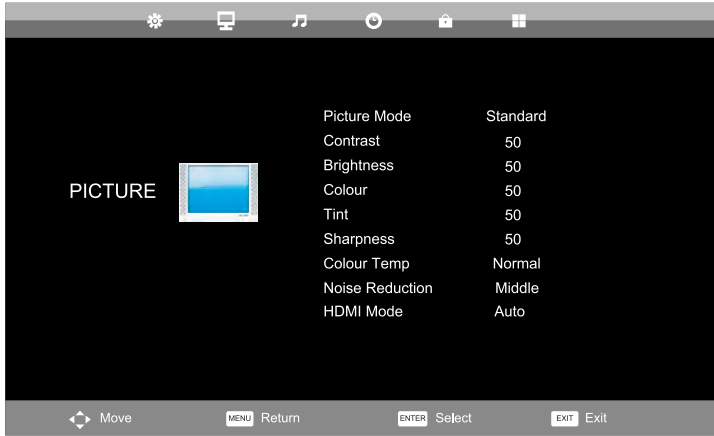 Picture Mode Standard
Contrast 50
Brightness 50
PICTURE
Colour 50
Tint 50
Sharpness 50
Colour Temp Normal
Noise Reduction Middle
HDMI Mode Auto
Move MENU Return ENTER Select EXIT Exit